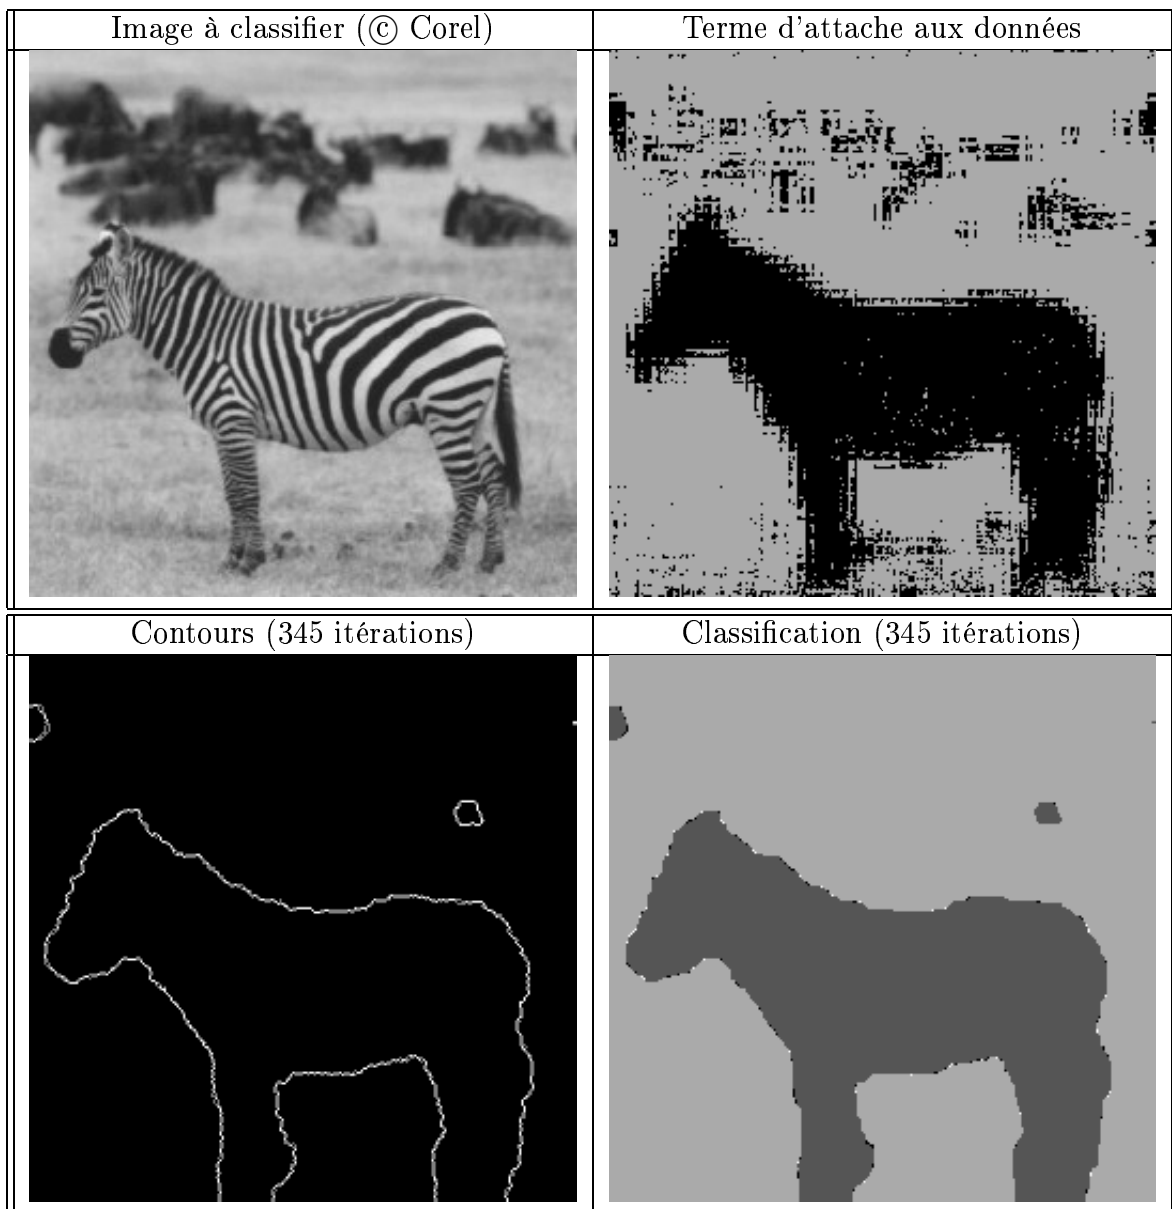 Image à classifier (© Corel)
Terme d'attache aux données
Contours (345 itérations)
Classification (345 itérations)